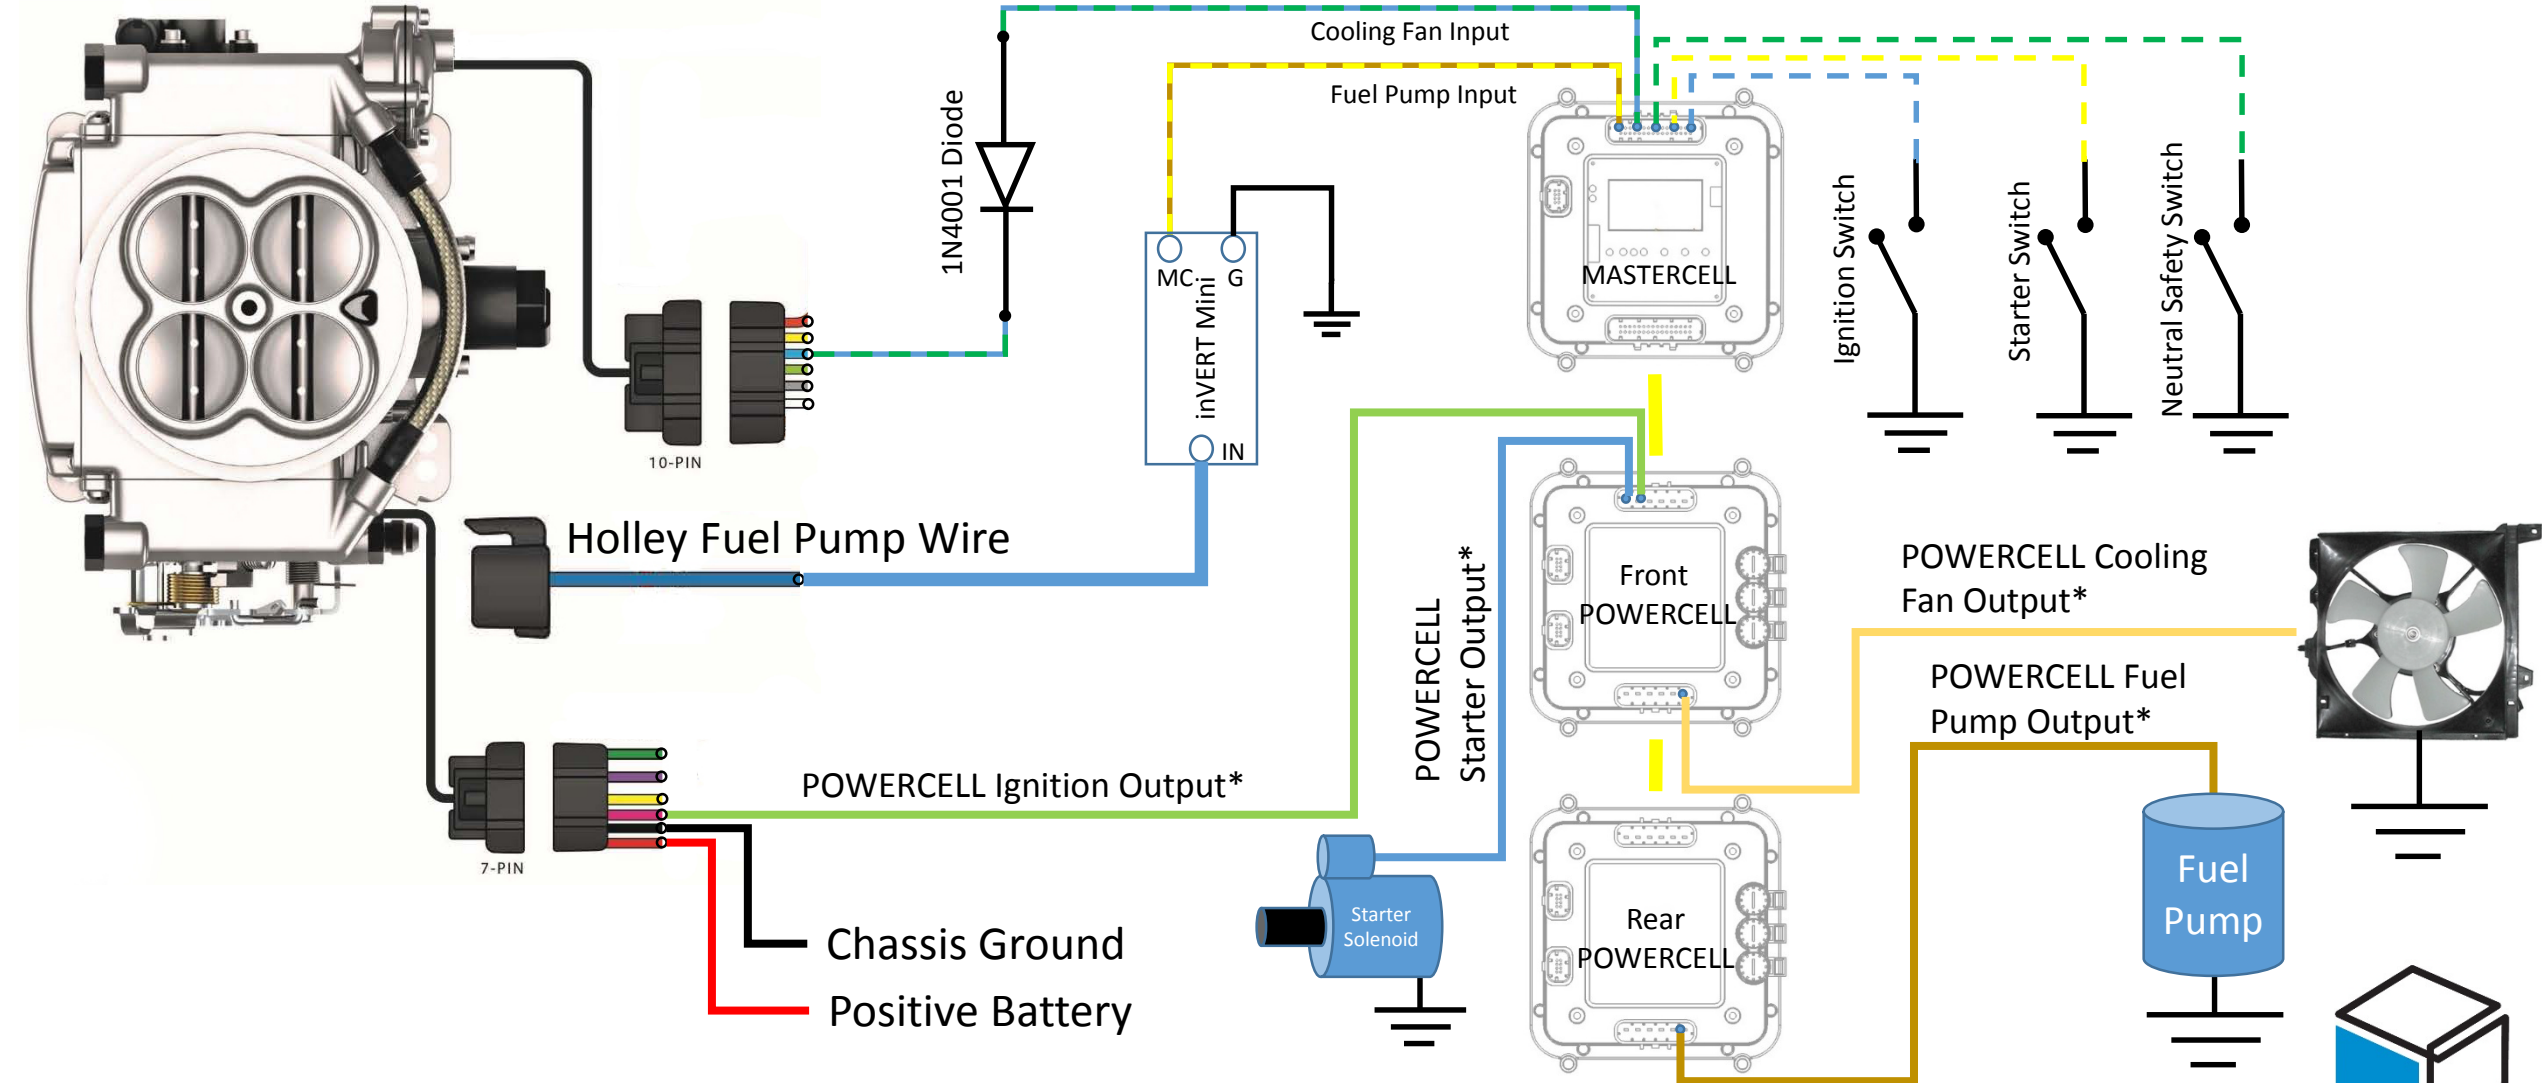 Cooling Fan Input
Fuel Pump Input
1N4001 Diode
MC
G
inVERT Mini
IN
MASTERCELL
Ignition Switch
Starter Switch
Neutral Safety Switch
10-PIN
Holley Fuel Pump Wire
Front
POWERCELL
POWERCELL
Starter Output*
POWERCELL Cooling
Fan Output*
POWERCELL Fuel
Pump Output*
POWERCELL Ignition Output*
7-PIN
Chassis Ground
Positive Battery
Starter
Solenoid
Rear
POWERCELL
Fuel
Pump